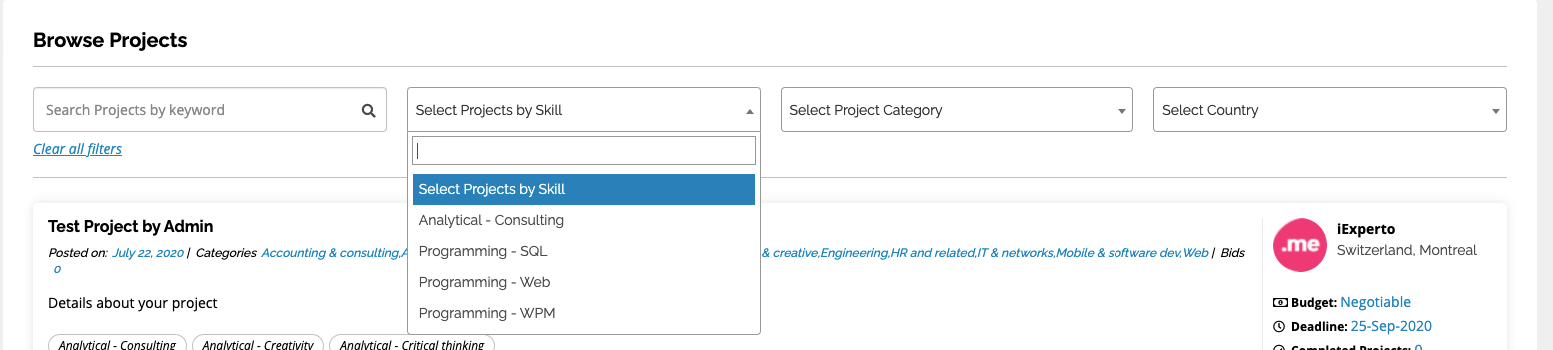 Browse Projects
Search Projects by keyword
Select Projects by Skill
Select Project Category
Select Country
Clear all filters
Select Projects by Skill
Analytical - Consulting
Programming - SQL
Programming - Web
Programming - WPM
Test Project by Admin
Posted on: July 22, 2020 | Categories Accounting & consulting,A
& creative,Engineering,HR and related,IT & networks,Mobile & software dev,Web | Bids
0
Details about your project
Analytical - Consulting
Analytical - Creativity
Analytical - Critical thinking
.me
iExperto
Switzerland, Montreal
Budget: Negotiable
Deadline: 25-Sep-2020
Completed Projects: 0